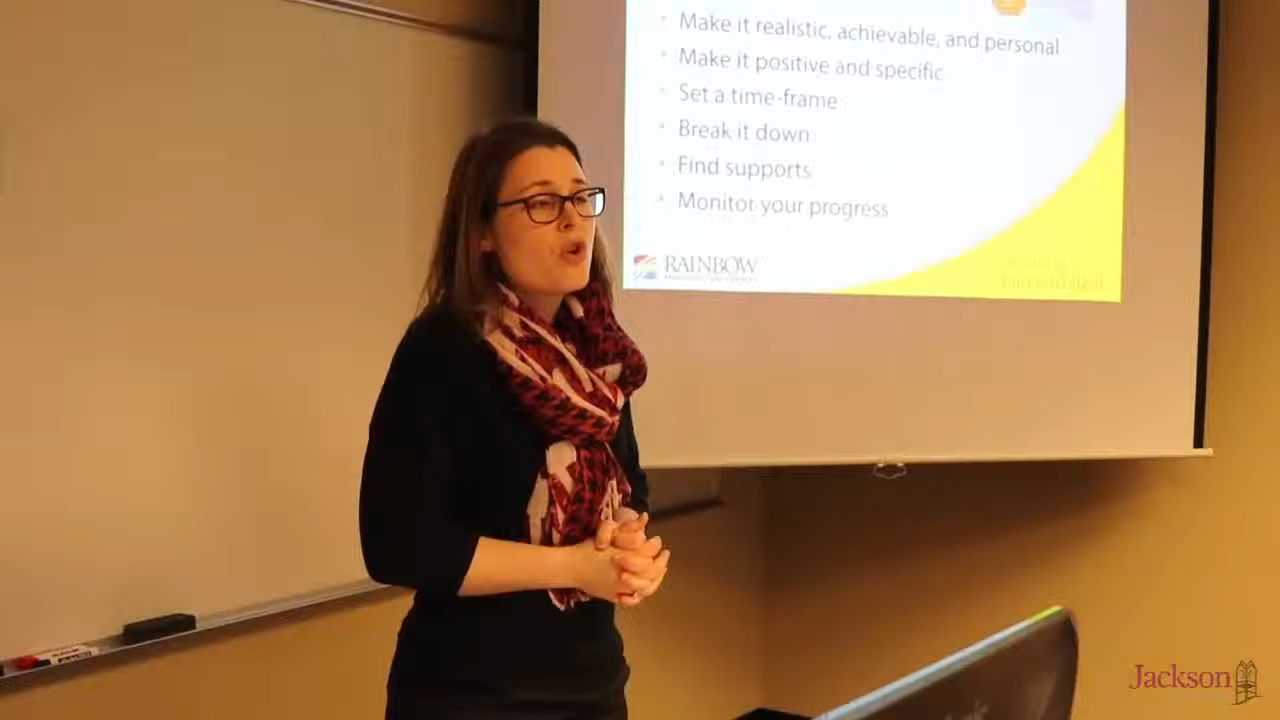 Make it realistic, achievable, and personal
Make it positive and specific
Set a time-frame
Break it down
Find supports
Monitor your progress
RAINBOW
Jackson